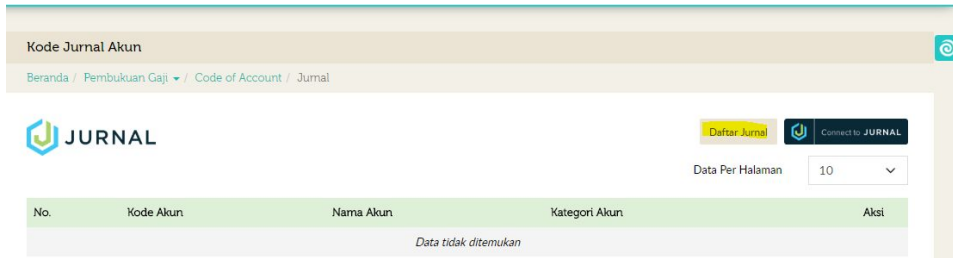 Kode Jurnal Akun
Beranda / Pembukuan Gaji / Code of Account / Jurnal
JURNAL
Daftar Jurnal
Connect to JURNAL
Data Per Halaman 10
No. Kode Akun Nama Akun Kategori Akun Aksi
Data tidak ditemukan